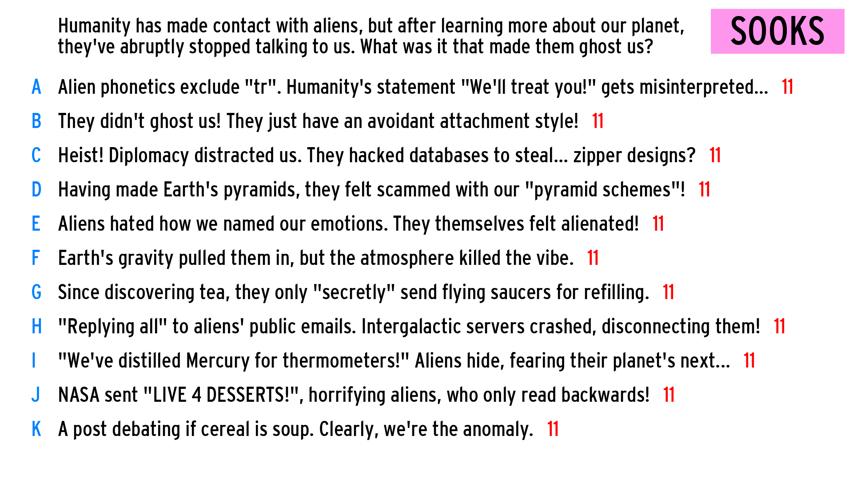 Humanity has made contact with aliens, but after learning more about our planet,
they've abruptly stopped talking to us. What was it that made them ghost us?
SOOKS
A Alien phonetics exclude "tr". Humanity's statement "We'll treat you!" gets misinterpreted... 11
B They didn't ghost us! They just have an avoidant attachment style! 11
C Heist! Diplomacy distracted us. They hacked databases to steal... zipper designs? 11
D Having made Earth's pyramids, they felt scammed with our "pyramid schemes"! 11
E Aliens hated how we named our emotions. They themselves felt alienated! 11
F Earth's gravity pulled them in, but the atmosphere killed the vibe. 11
G Since discovering tea, they only "secretly" send flying saucers for refilling. 11
H "Replying all" to aliens' public emails. Intergalactic servers crashed, disconnecting them! 11
I "We've distilled Mercury for thermometers!" Aliens hide, fearing their planet's next... 11
J NASA sent "LIVE 4 DESSERTS!", horrifying aliens, who only read backwards! 11
K A post debating if cereal is soup. Clearly, we're the anomaly. 11